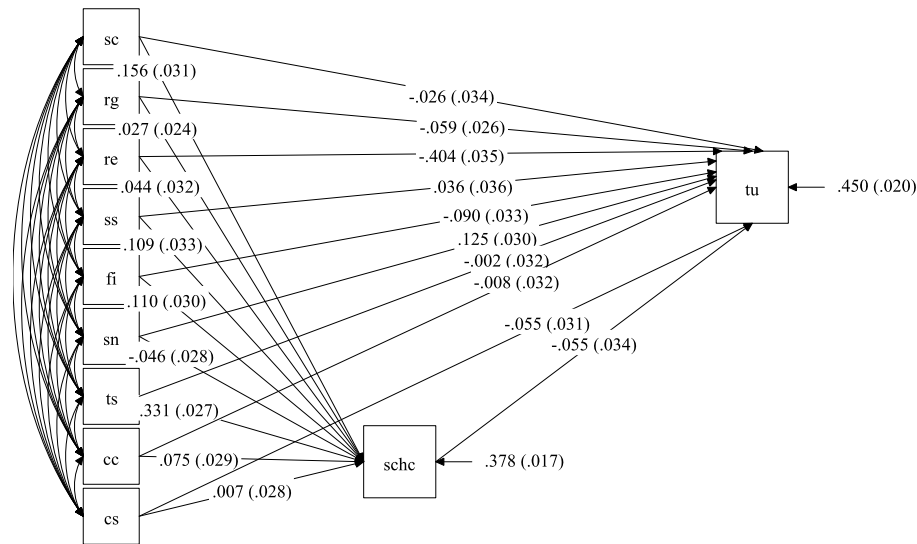 sc
.156 (.031)
rg
.027 (.024)
re
.044 (.032)
ss
.109 (.033)
fi
.110 (.030)
sn
-.046 (.028)
ts
.331 (.027)
cc
.075 (.029)
cs
.007 (.028)
-.026 (.034)
-.059 (.026)
-.404 (.035)
.036 (.036)
-.090 (.033)
.125 (.030)
-.002 (.032)
-.008 (.032)
-.055 (.031)
-.055 (.034)
tu
.450 (.020)
schc
.378 (.017)